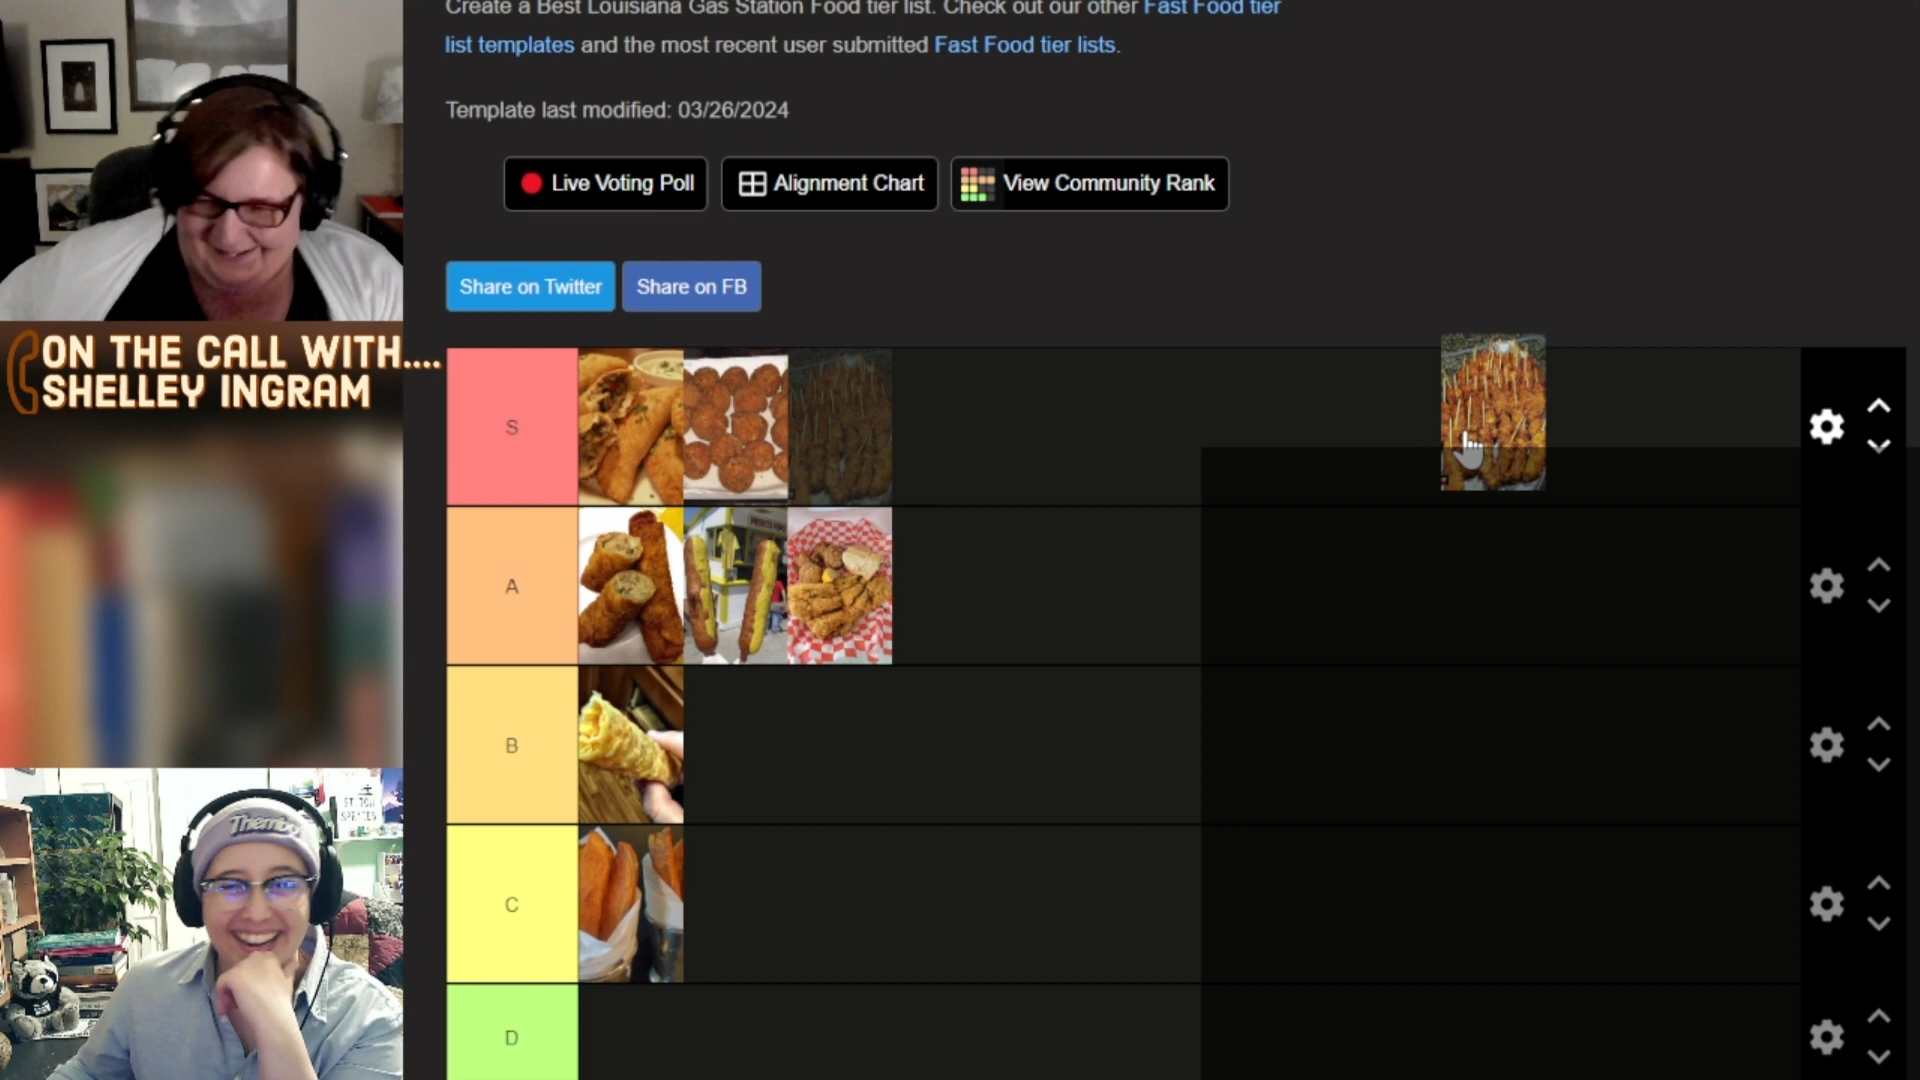 Create a Best Louisiana Gas Station Food tier list. Check out our other Fast Food tier
list templates and the most recent user submitted Fast Food tier lists.
Template last modified: 03/26/2024
Live Voting Poll
Alignment Chart
View Community Rank
Share on Twitter
Share on FB
ON THE CALL WITH....
SHELLEY INGRAM
S
A
B
C
D